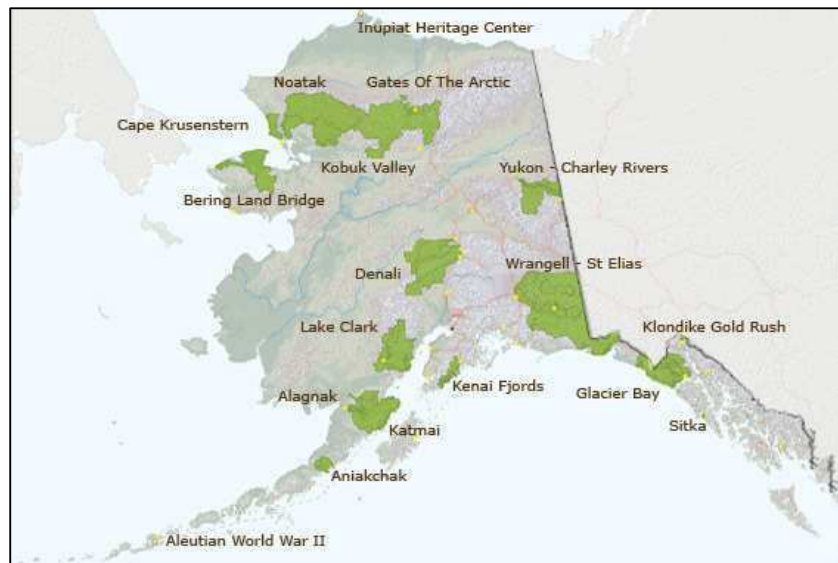 Inupiat Heritage Center
Noatak
Gates Of The Arctic
Cape Krusenstern
Kobuk Valley
Yukon - Charley Rivers
Bering Land Bridge
Denali
Wrangell - St Elias
Lake Clark
Klondike Gold Rush
Kenai Fjords
Glacier Bay
Alagnak
Katmai
Sitka
Aniakchak
Aleutian World War II